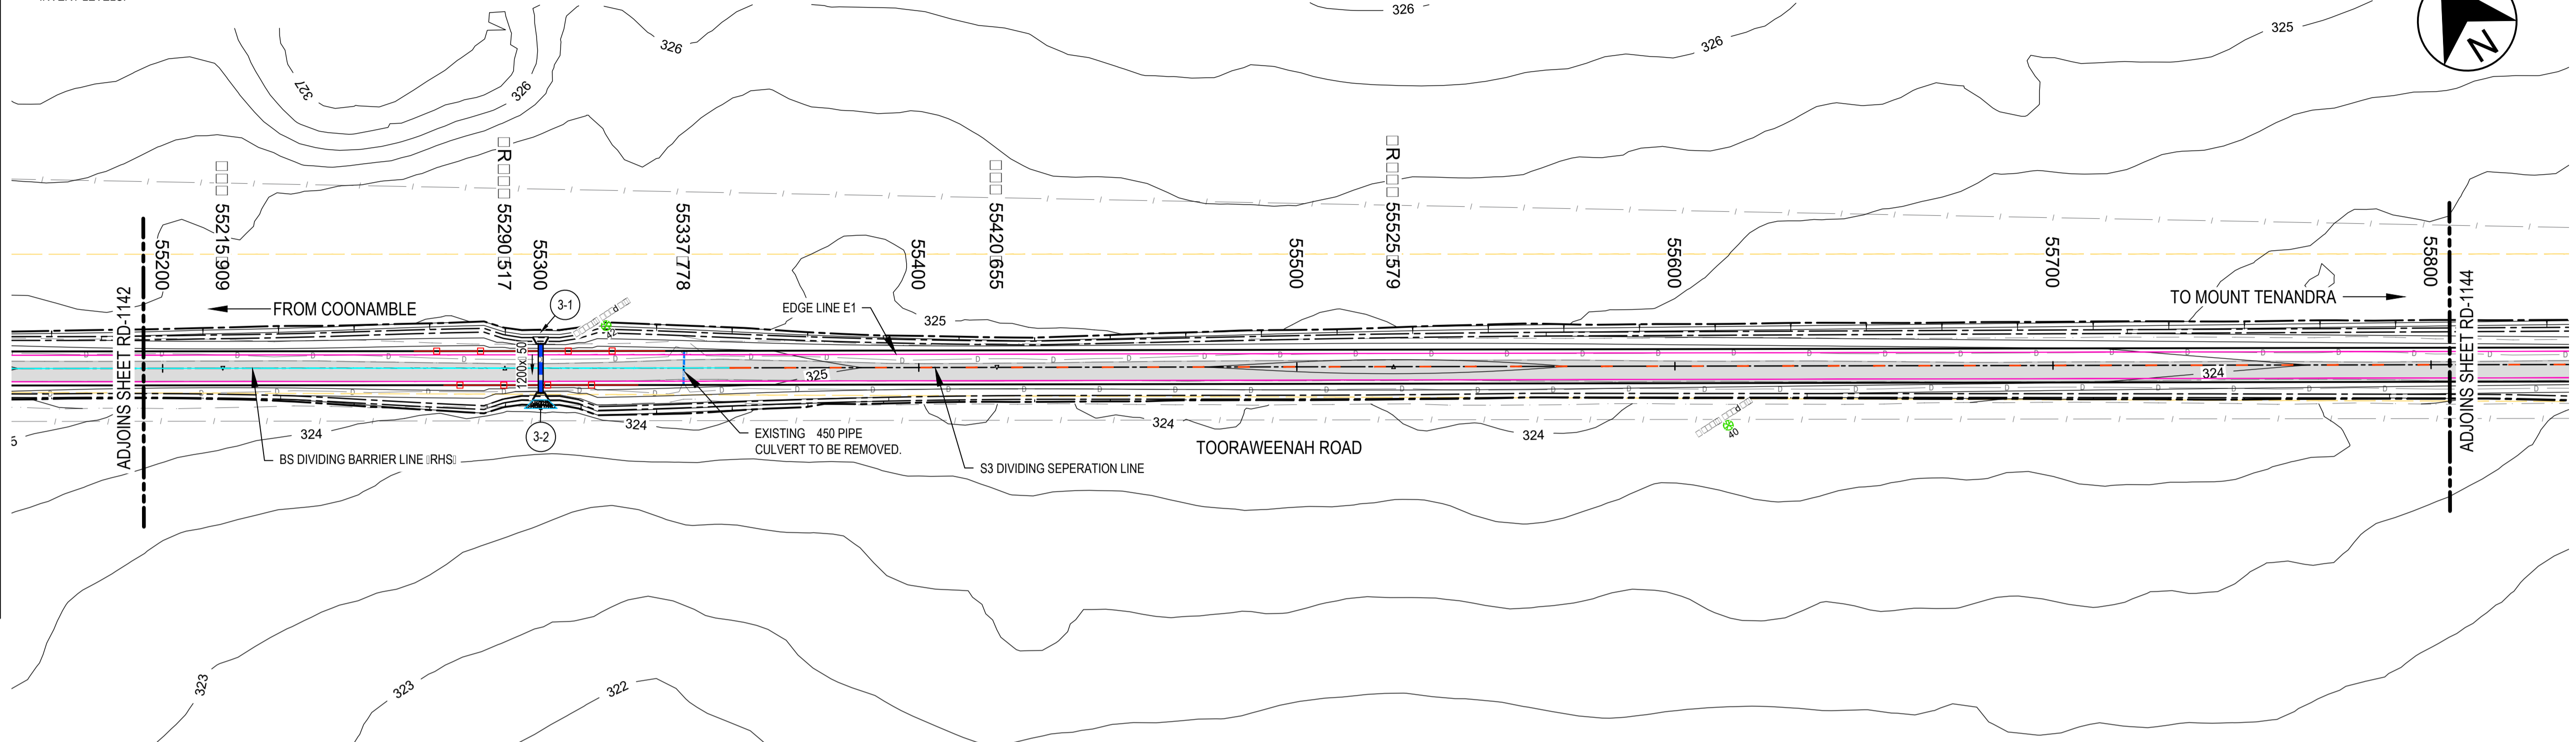 326
325
326
326
N
327
326
55200
55215 909
55290 517
55300
55337 778
55400
55420 655
55500
55525 579
55600
55700
55800
ADJOINS SHEET RD-1142
FROM COONAMBLE
3-1
42
EDGE LINE E1
325
TO MOUNT TENANDRA
ADJOINS SHEET RD-1144
325
324
324
3-2
324
BS DIVIDING BARRIER LINE RHS
EXISTING 450 PIPE
CULVERT TO BE REMOVED.
S3 DIVIDING SEPERATION LINE
324
TOORAWEENAH ROAD
324
40
323
323
322